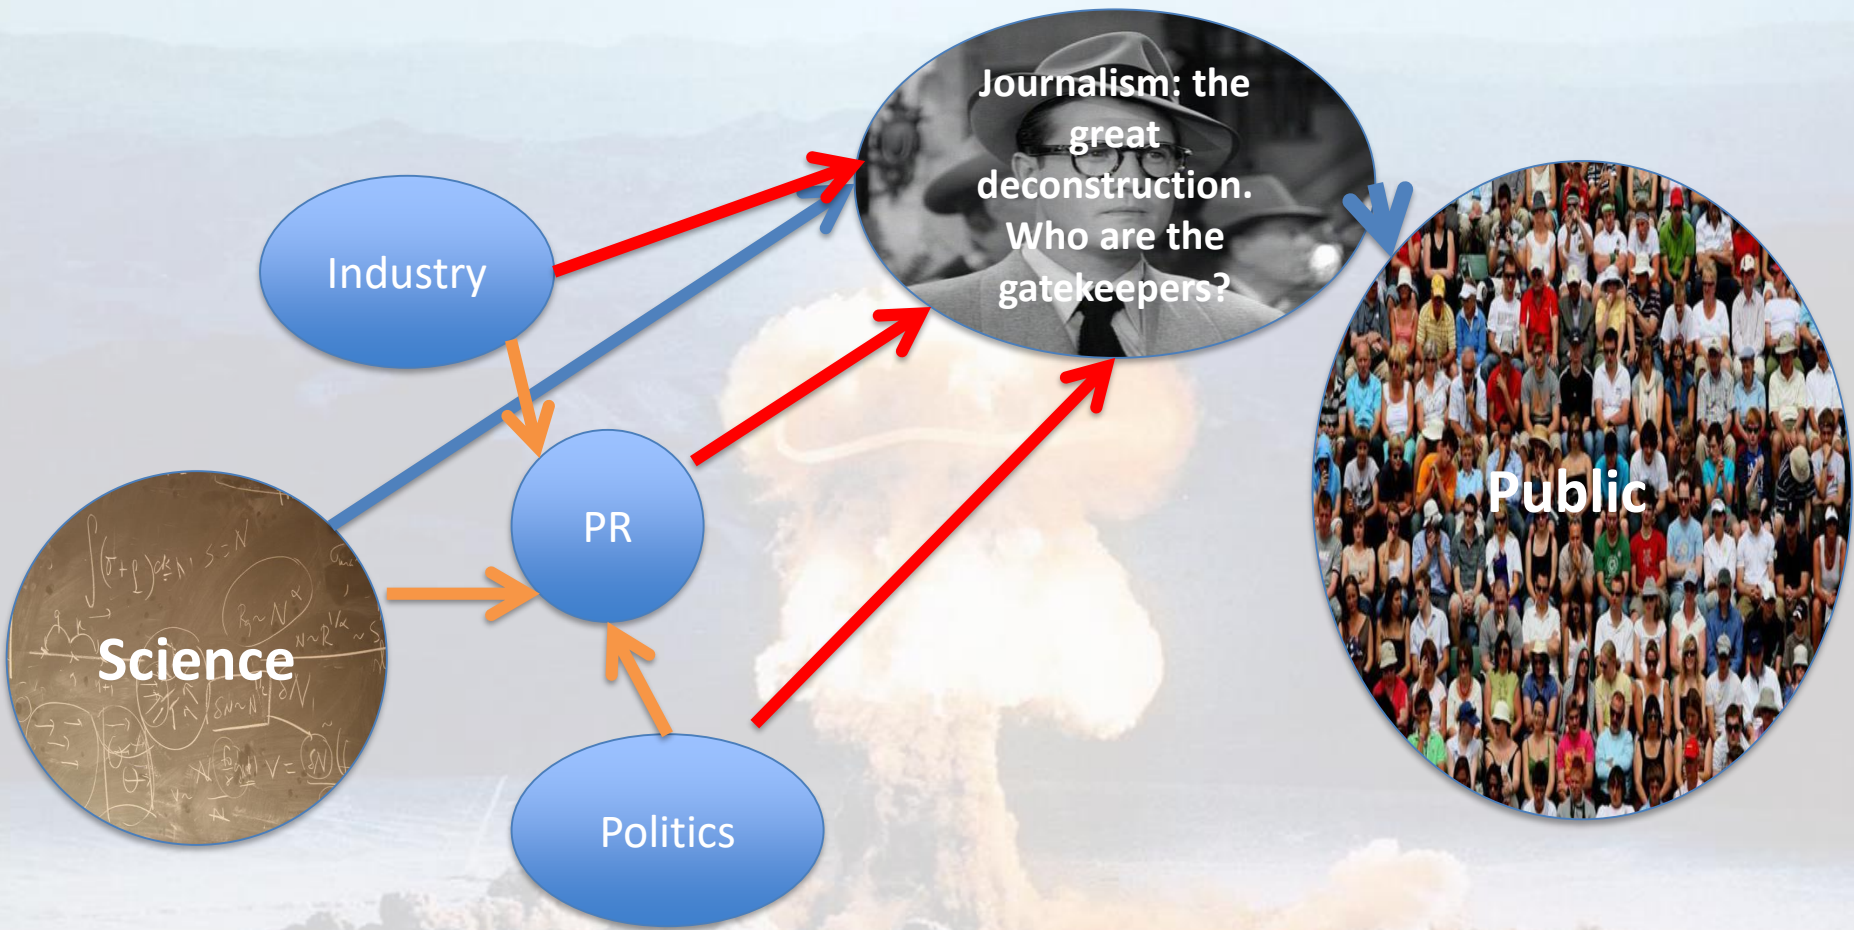 Journalism: the
great
deconstruction.
Who are the
gatekeepers?
Industry
PR
Public
Science
Politics